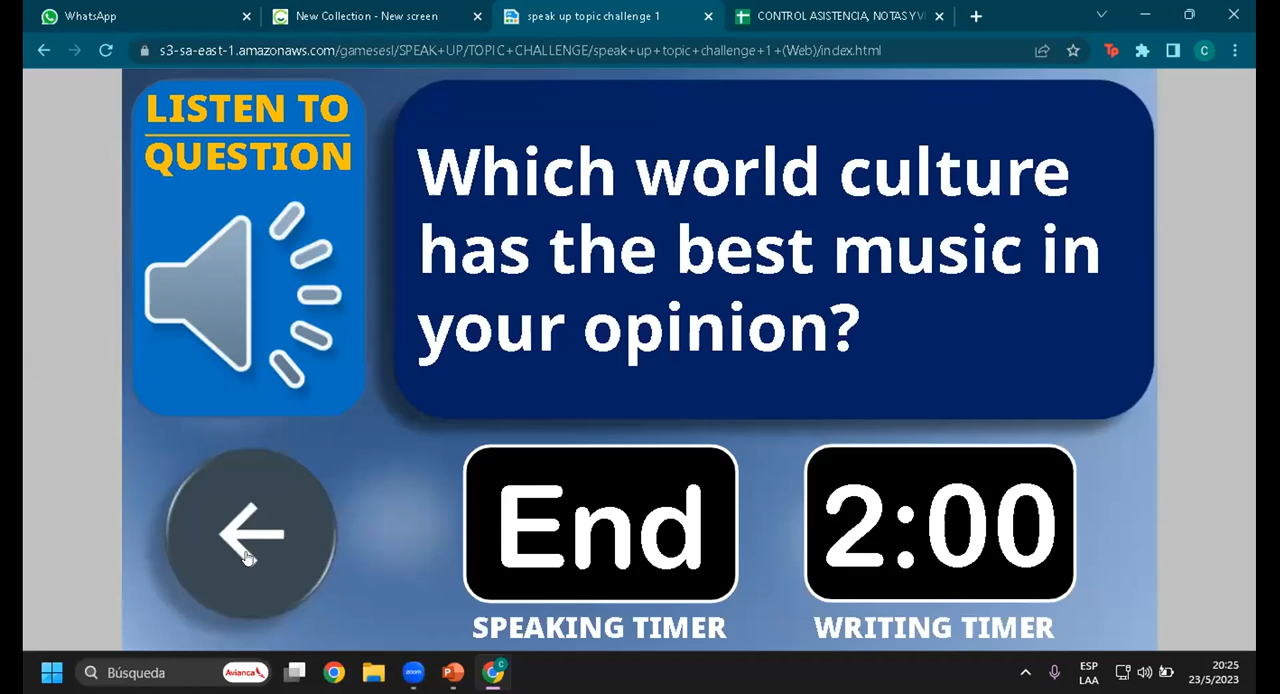 WhatsApp
New Collection - New screen
speak up topic challenge 1
CONTROL ASISTENCIA, NOTAS Y VI
s3-sa-east-1.amazonaws.com/gamesesl/SPEAK+UP/TOPIC+CHALLENGE/speak+up+topic+challenge+1+(Web)/index.html
Tp
C
LISTEN TO
QUESTION
Which world culture
has the best music in
your opinion?
End
2:00
SPEAKING TIMER
WRITING TIMER
Búsqueda
Avianca
zoom
ESP
LAA
20:25
23/5/2023